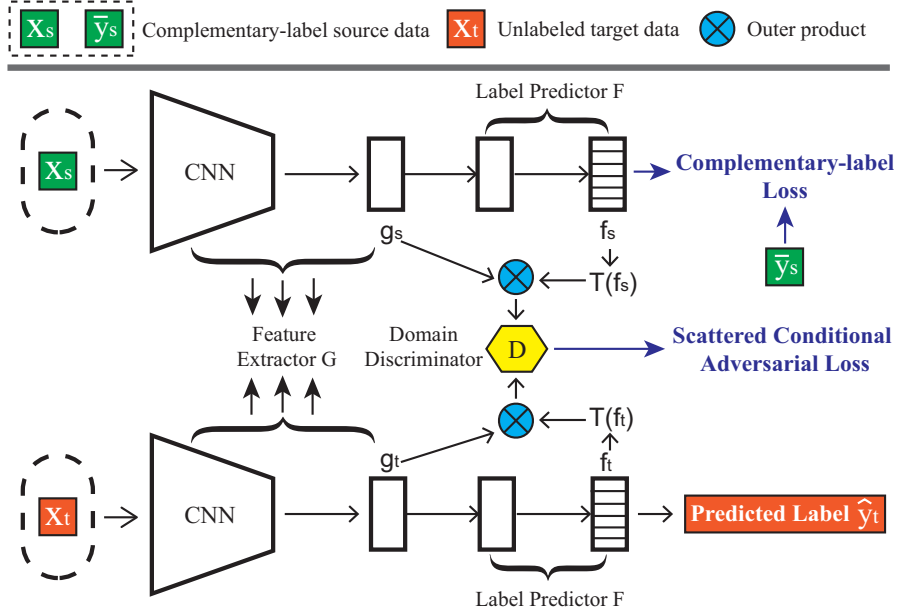 Xs ȳs Complementary-label source data Xt Unlabeled target data Outer product
Label Predictor F
Xs
CNN
Complementary-label
Loss
gs
fs
T(fs)
ȳs
Feature
Extractor G
Domain
Discriminator
D
Scattered Conditional
Adversarial Loss
T(ft)
gt
ft
Xt
CNN
Predicted Label ŷt
Label Predictor F